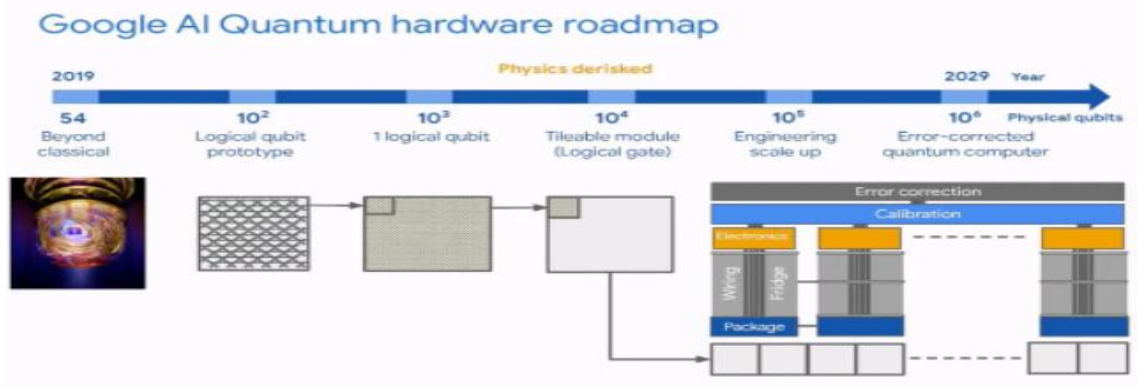 Google AI Quantum hardware roadmap
Physics derisked
2019
2029 Year
54
10²
10³
10⁴
10⁵
10⁶ Physical qubits
Beyond
classical
Logical qubit
prototype
1 logical qubit
Tileable module
(Logical gate)
Engineering
scale up
Error-corrected
quantum computer
Error correction
Calibration
Electronics
Wiring
Fridge
Package